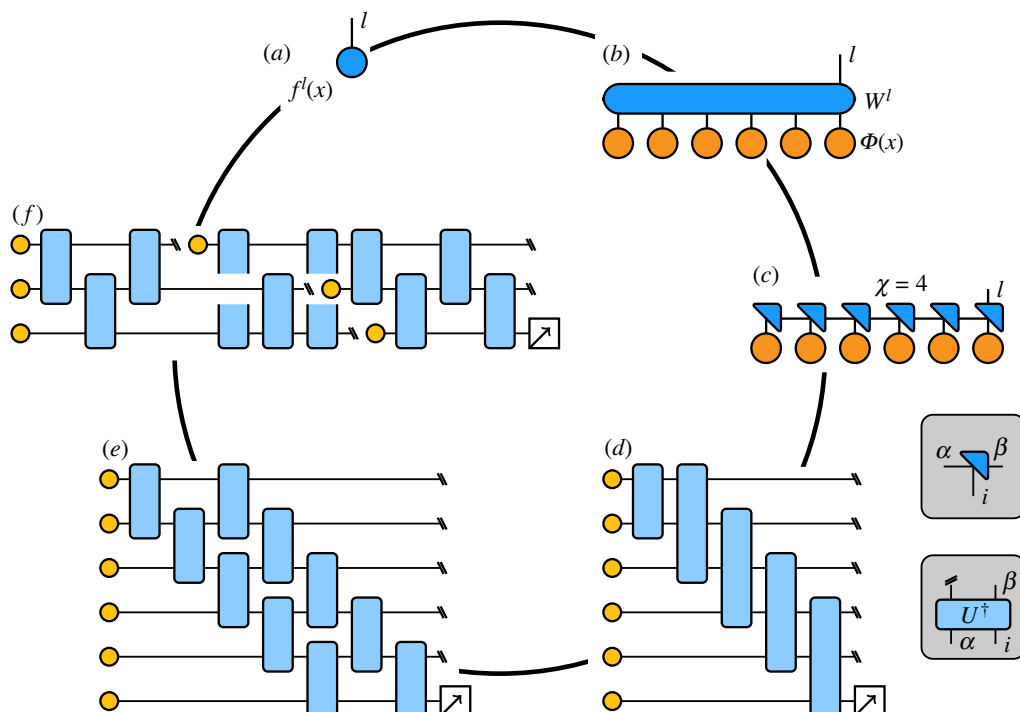 (a)
l
f^l(x)
(b)
l
W^l
Φ(x)
(c)
χ = 4
l
(f)
(e)
(d)
α
β
i
β
U†
α
i